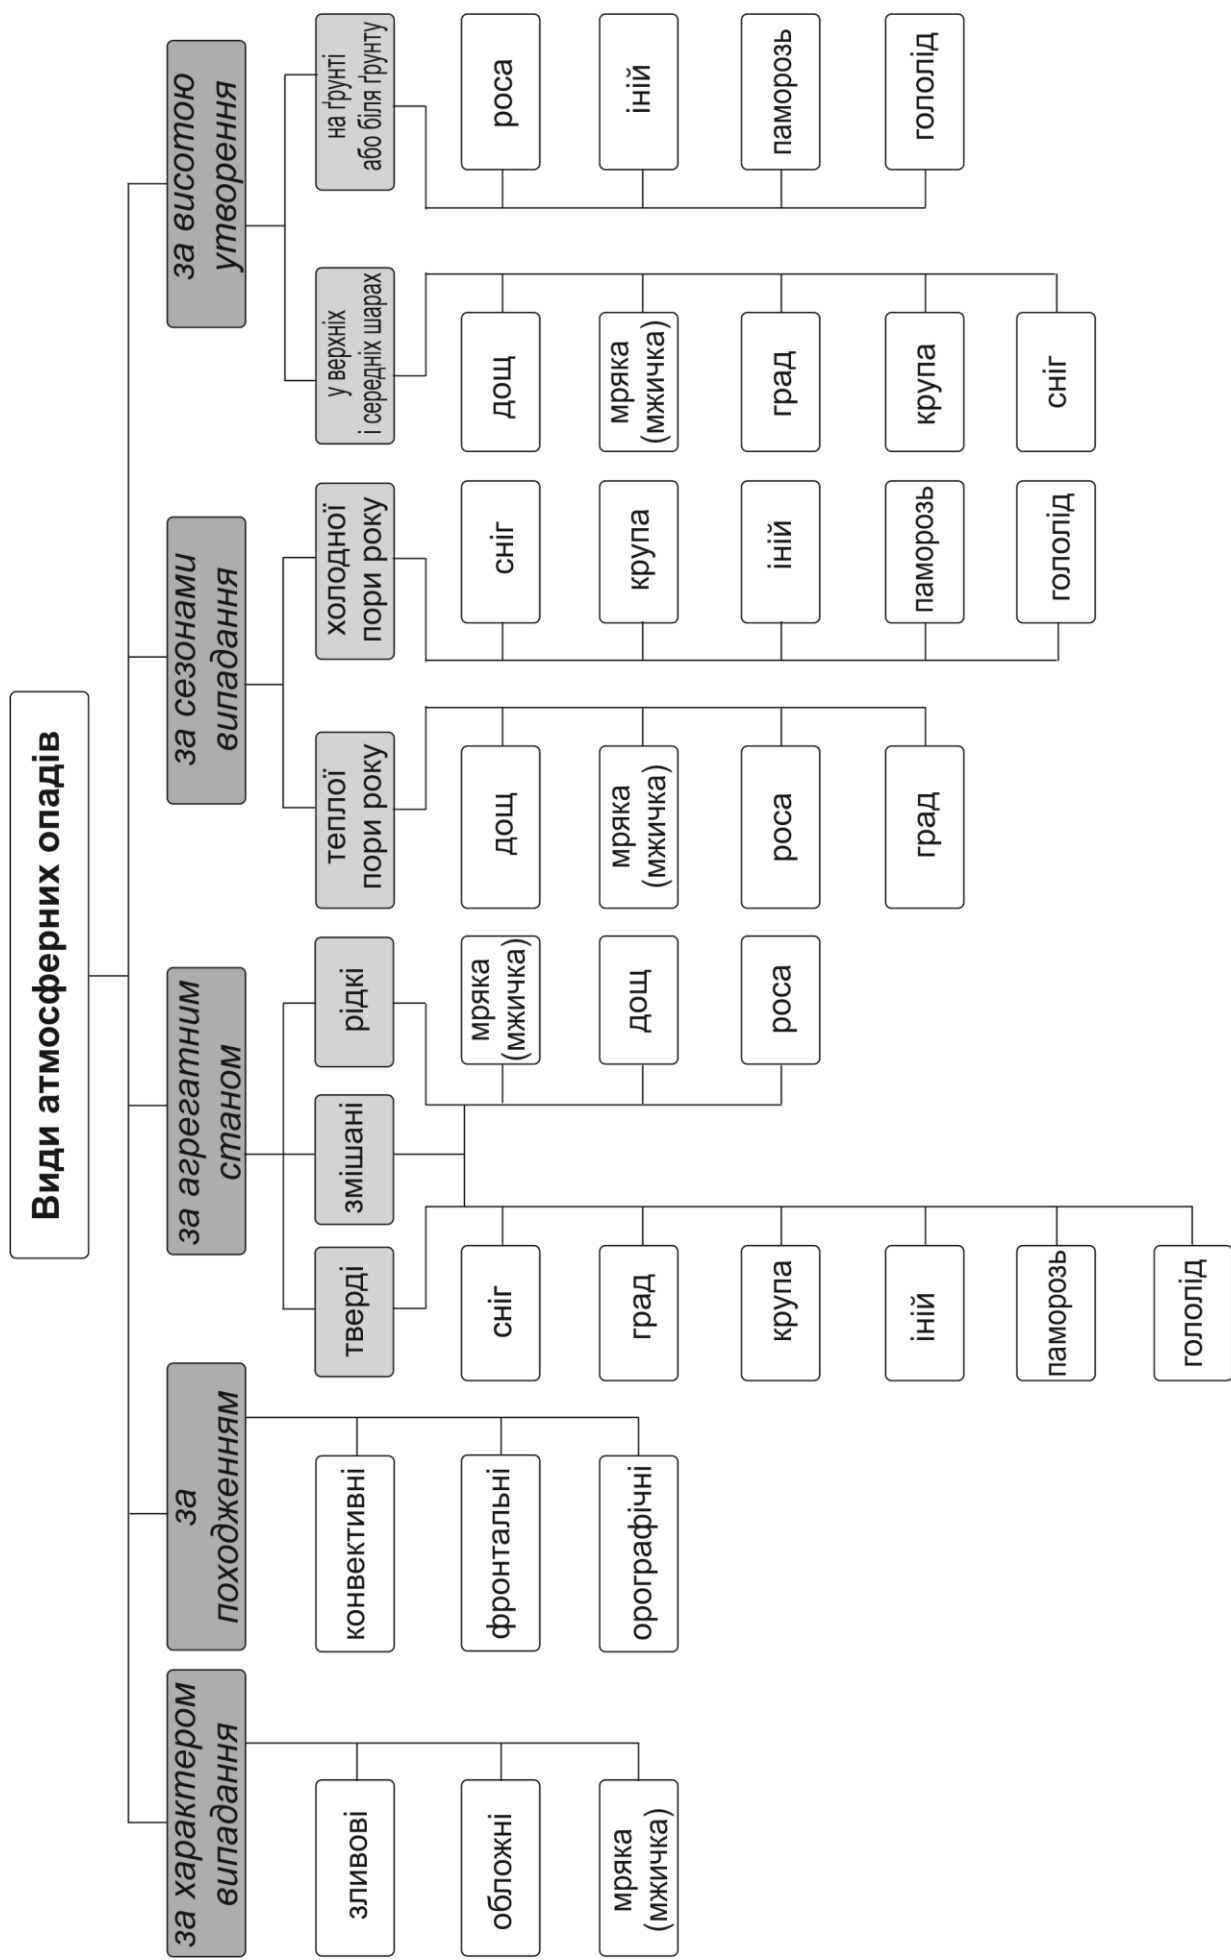 Види атмосферних опадів
за характером
випадання
зливові
обложні
мряка
(мжичка)
за
походженням
конвективні
фронтальні
орографічні
за агрегатним
станом
тверді
сніг
град
крупа
іній
паморозь
гололід
змішані
рідкі
мряка
(мжичка)
дощ
роса
за сезонами
випадання
теплої
пори року
дощ
мряка
(мжичка)
роса
град
холодної
пори року
сніг
крупа
іній
паморозь
гололід
за висотою
утворення
у верхніх
і середніх шарах
дощ
мряка
(мжичка)
град
крупа
сніг
на ґрунті
або біля ґрунту
роса
іній
паморозь
гололід